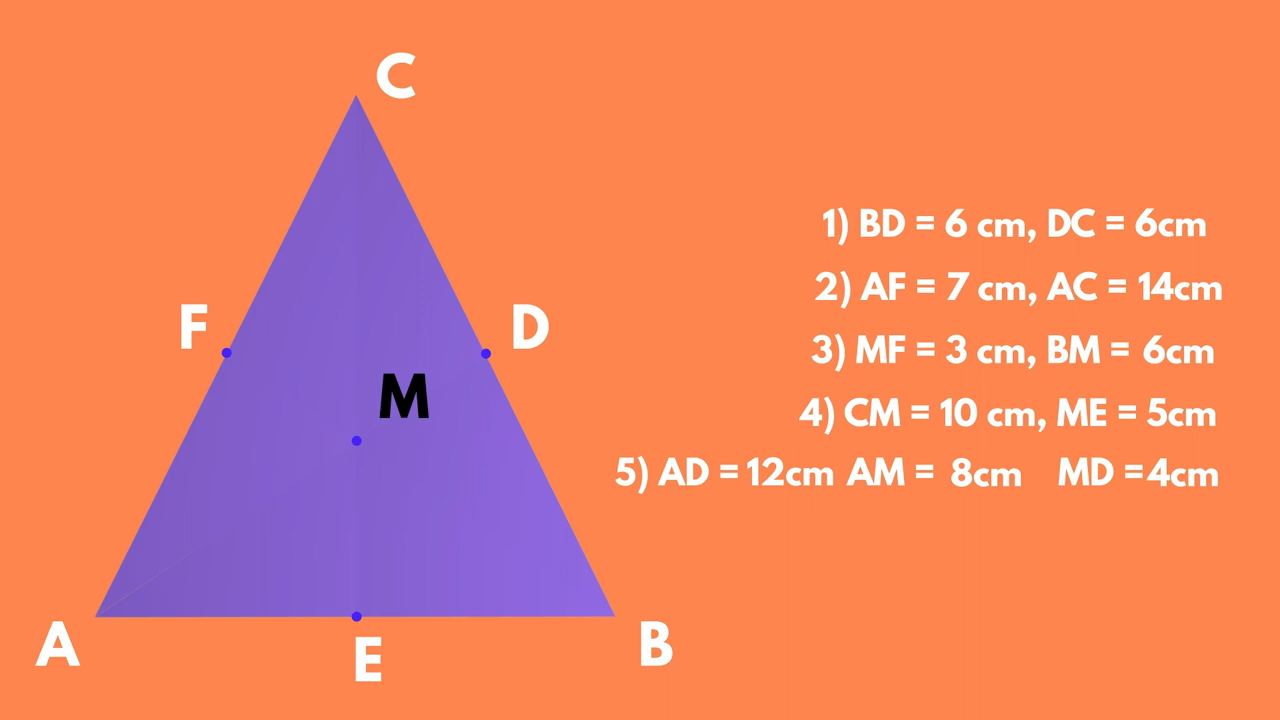 C
F
D
M
A
E
B
1) BD = 6 cm, DC = 6cm
2) AF = 7 cm, AC = 14cm
3) MF = 3 cm, BM = 6cm
4) CM = 10 cm, ME = 5cm
5) AD = 12cm AM = 8cm MD = 4cm